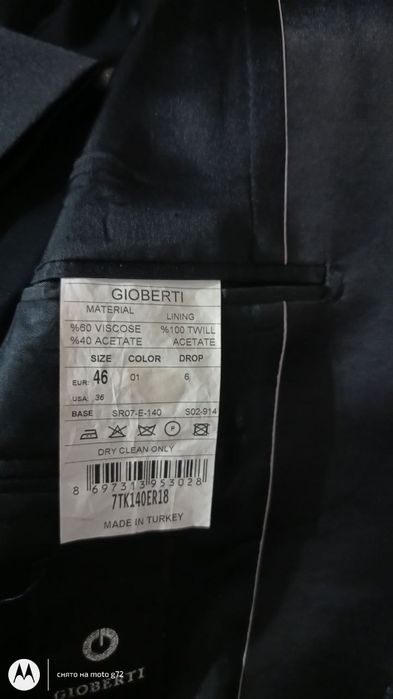 GIOBERTI
MATERIAL LINING
%60 VISCOSE %100 TWILL
%40 ACETATE ACETATE
SIZE COLOR DROP
EUR: 46 01 6
USA: 36
BASE SR07-E-140 S02-914
P
DRY CLEAN ONLY
8 697313 953028
7TK140ER18
MADE IN TURKEY
GIOBERTI
снято на moto g72